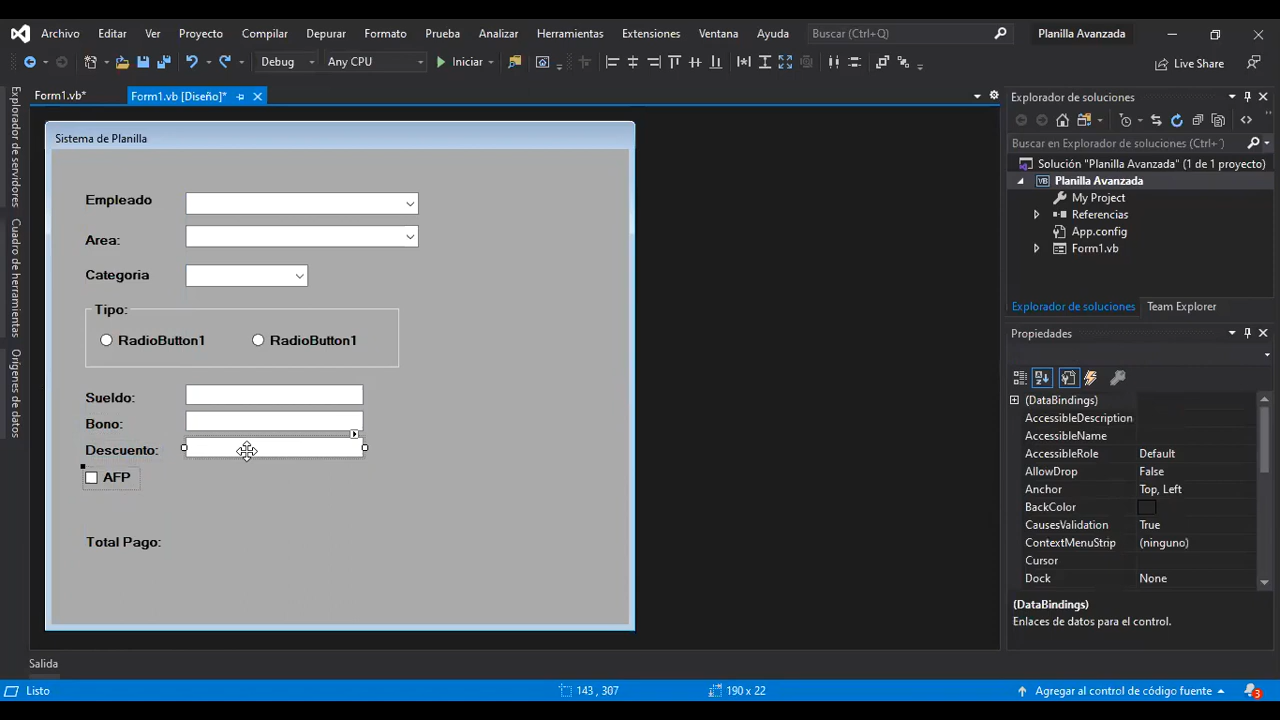 Archivo Editar Ver Proyecto Compilar Depurar Formato Prueba Analizar Herramientas Extensiones Ventana Ayuda Buscar (Ctrl+Q) Planilla Avanzada
Debug Any CPU Iniciar Live Share
Form1.vb* Form1.vb [Diseño]*
Explorador de servidores
Cuadro de herramientas
Orígenes de datos
Sistema de Planilla
Empleado
Area:
Categoria
Tipo:
RadioButton1 RadioButton1
Sueldo:
Bono:
Descuento:
AFP
Total Pago:
Explorador de soluciones
Buscar en Explorador de soluciones (Ctrl+´)
Solución "Planilla Avanzada" (1 de 1 proyecto)
VB Planilla Avanzada
My Project
Referencias
App.config
Form1.vb
Explorador de soluciones Team Explorer
Propiedades
(DataBindings)
AccessibleDescription
AccessibleName
AccessibleRole Default
AllowDrop False
Anchor Top, Left
BackColor
CausesValidation True
ContextMenuStrip (ninguno)
Cursor
Dock None
(DataBindings)
Enlaces de datos para el control.
Salida
Listo 143 , 307 190 x 22 Agregar al control de código fuente 3